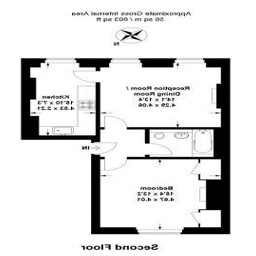 Approximate Gross Internal Area
56 sq m / 603 sq ft
N
Kitchen
16'10 x 7'3
4.83 x 2.21
Reception Room /
Dining Room
14'1 x 13'4
4.29 x 4.06
IN
Bedroom
15'4 x 13'2
4.67 x 4.01
Second Floor